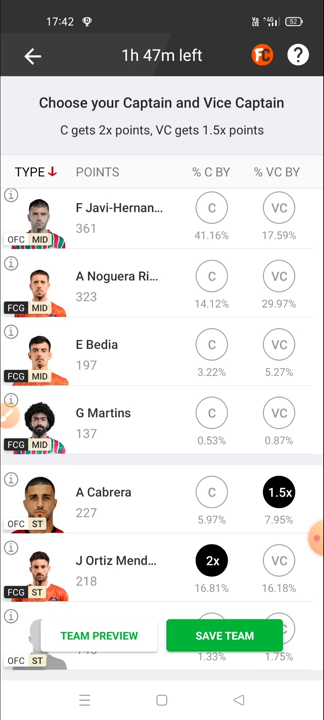 17:42
52
1h 47m left
FC
?
Choose your Captain and Vice Captain
C gets 2x points, VC gets 1.5x points
TYPE POINTS % C BY % VC BY
F Javi-Hernan... C VC
361 41.16% 17.59%
OFC MID
A Noguera Ri... C VC
323 14.12% 29.97%
FCG MID
E Bedia C VC
197 3.22% 5.27%
FCG MID
G Martins C VC
137 0.53% 0.87%
FCG MID
A Cabrera C 1.5x
227 5.97% 7.95%
OFC ST
J Ortiz Mend... 2x VC
218 16.81% 16.18%
FCG ST
TEAM PREVIEW SAVE TEAM
1.33% 1.75%
OFC ST